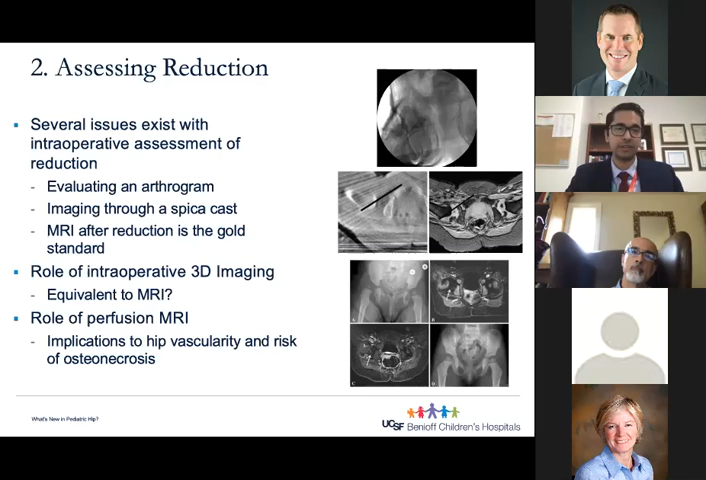 2. Assessing Reduction
▪ Several issues exist with
intraoperative assessment of
reduction
- Evaluating an arthrogram
- Imaging through a spica cast
- MRI after reduction is the gold
standard
▪ Role of intraoperative 3D Imaging
- Equivalent to MRI?
▪ Role of perfusion MRI
- Implications to hip vascularity and risk
of osteonecrosis
What's New in Pediatric Hip?
UCSF Benioff Children's Hospitals